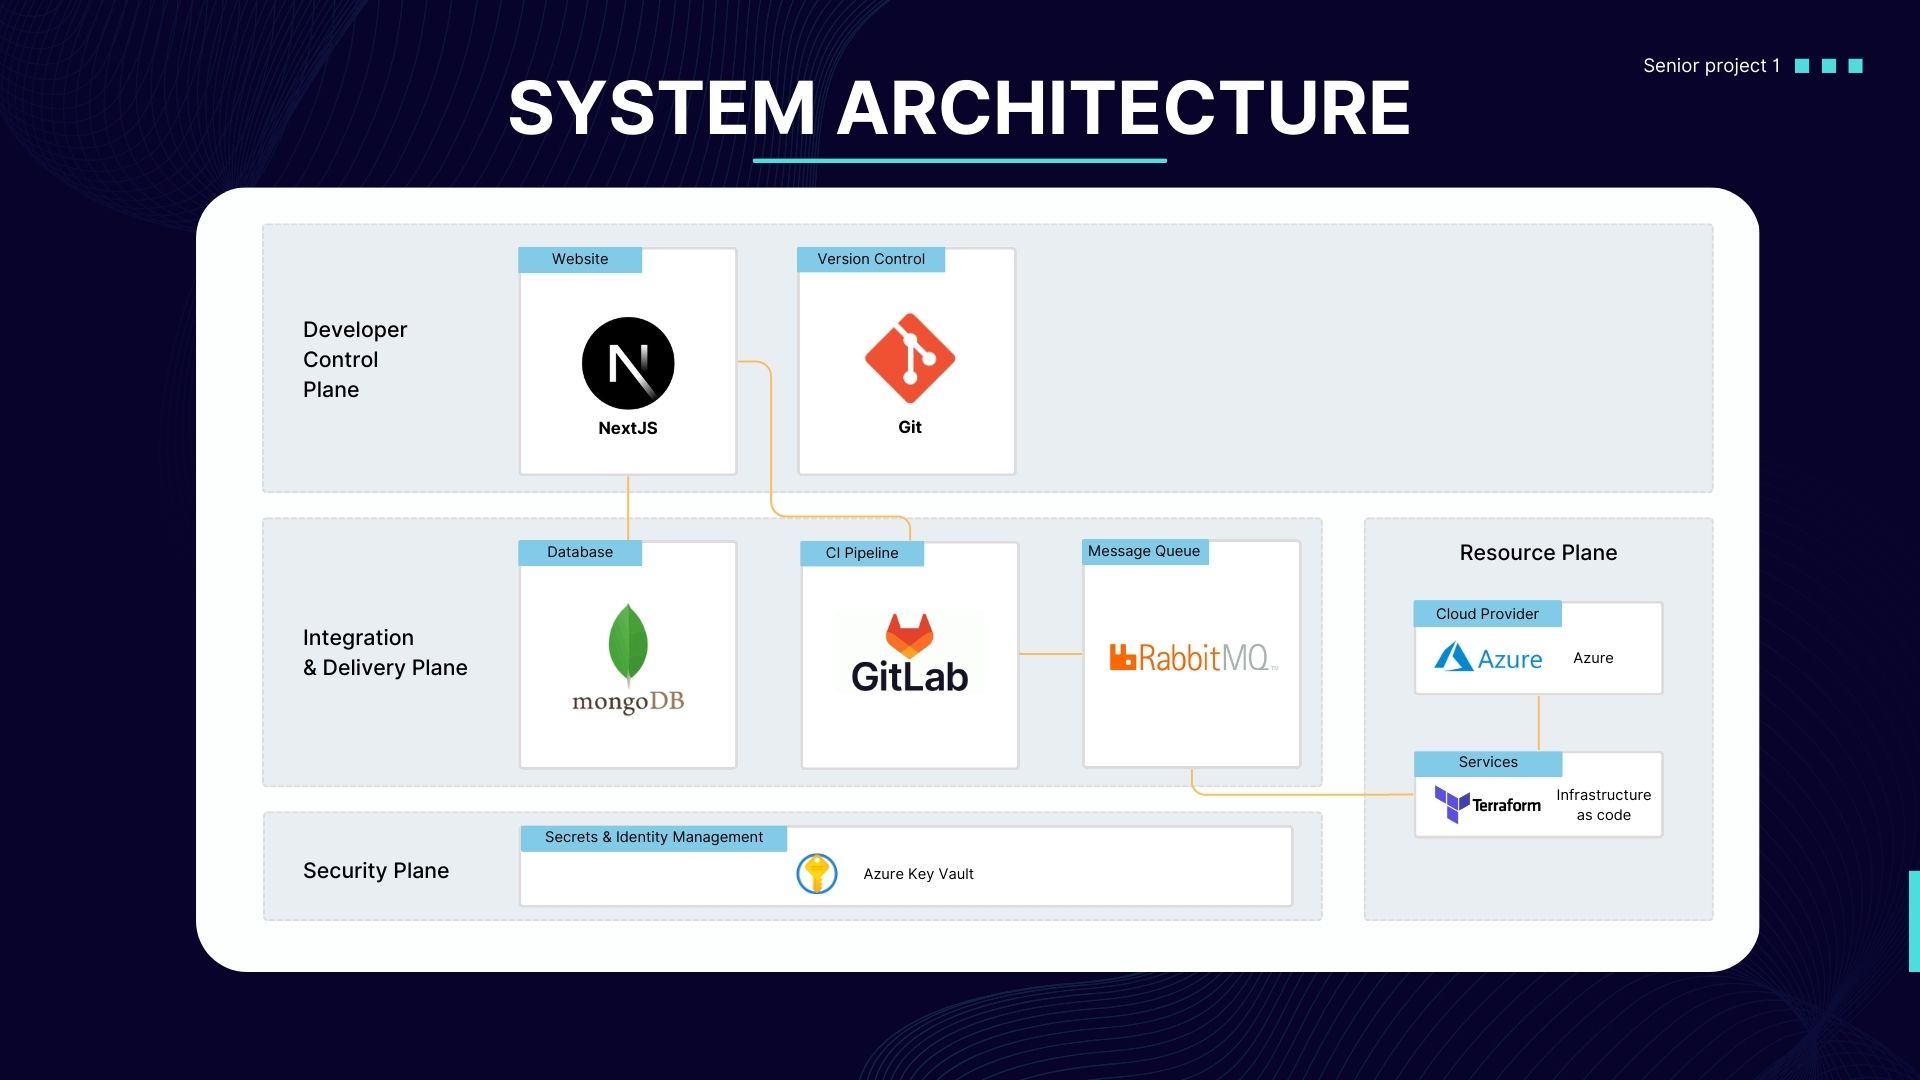 Senior project 1
SYSTEM ARCHITECTURE
Developer
Control
Plane
Website
NextJS
Version Control
Git
Integration
& Delivery Plane
Database
mongoDB
CI Pipeline
GitLab
Message Queue
RabbitMQ™
Resource Plane
Cloud Provider
Azure
Azure
Services
Terraform
Infrastructure
as code
Security Plane
Secrets & Identity Management
Azure Key Vault